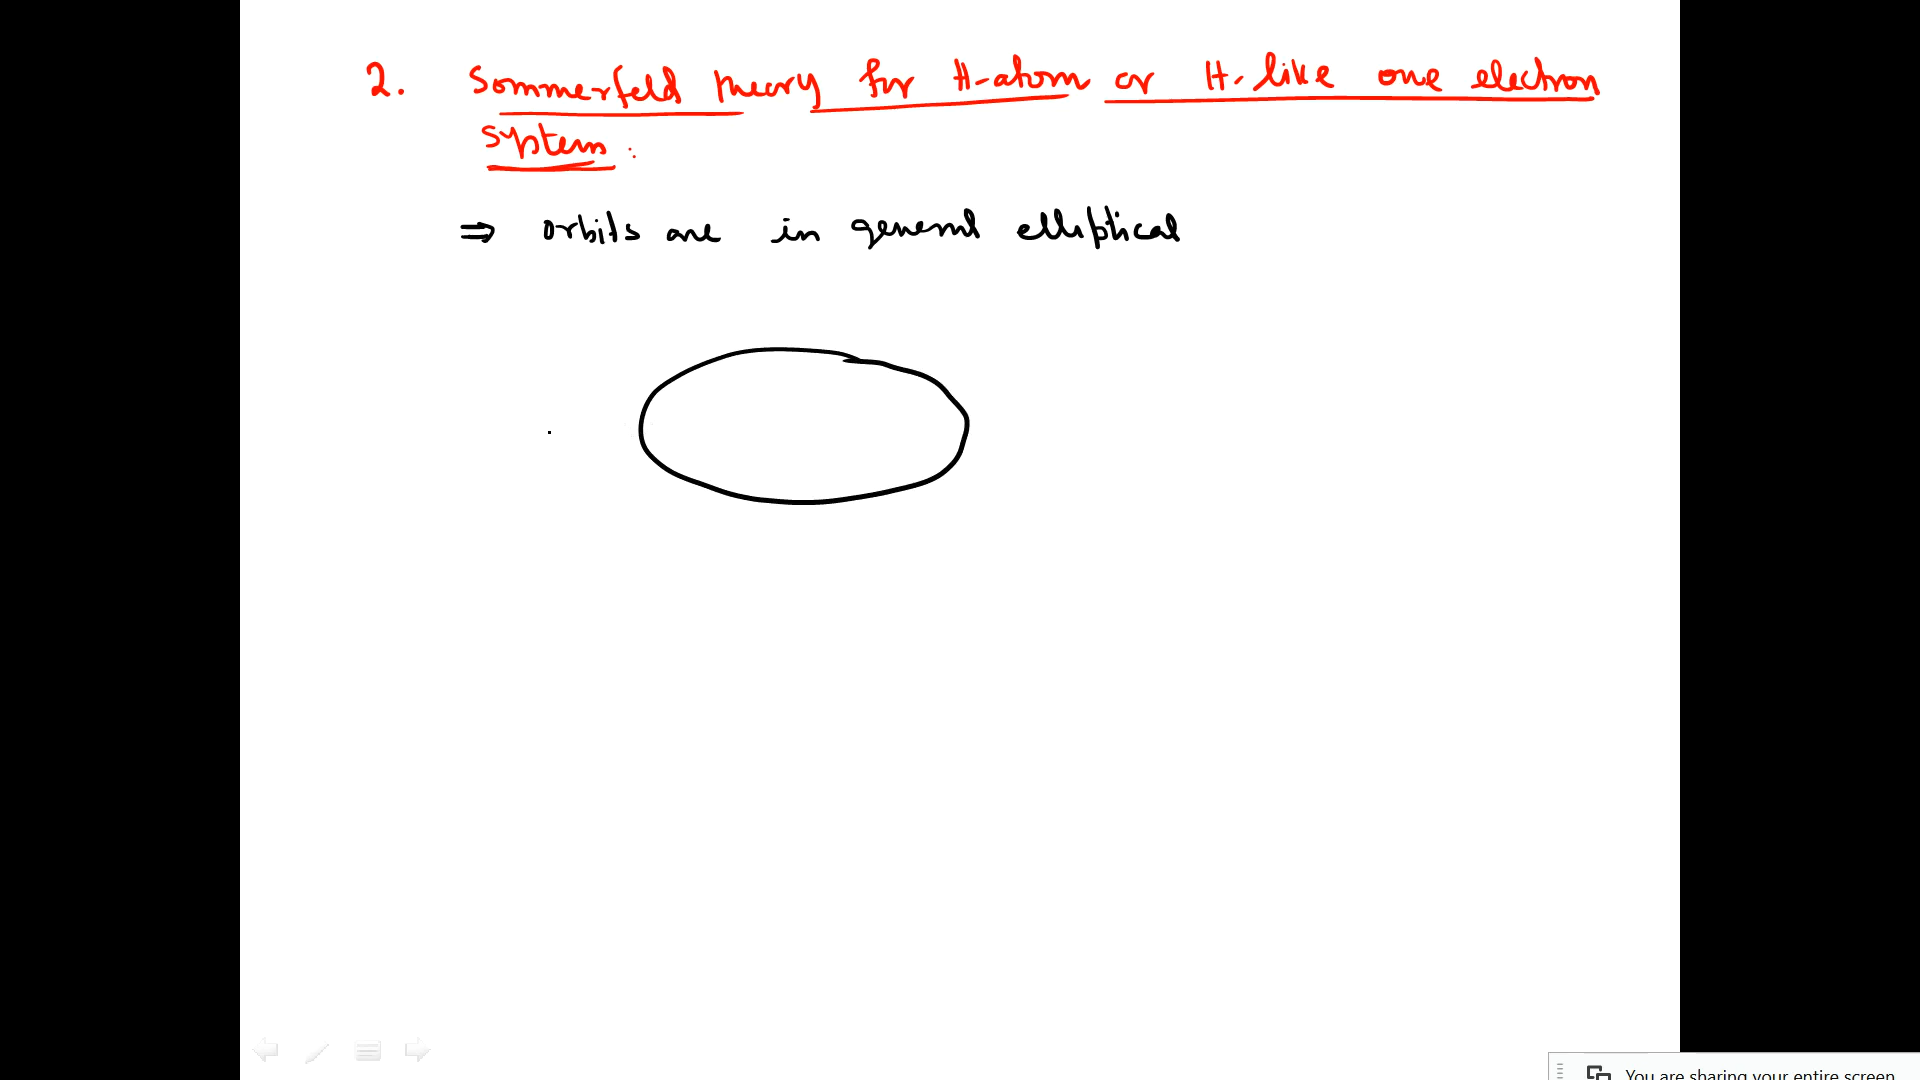 2. Sommerfeld theory for H-atom or H-like one electron
system :
⇒ orbits are in general elliptical
You are sharing your entire screen